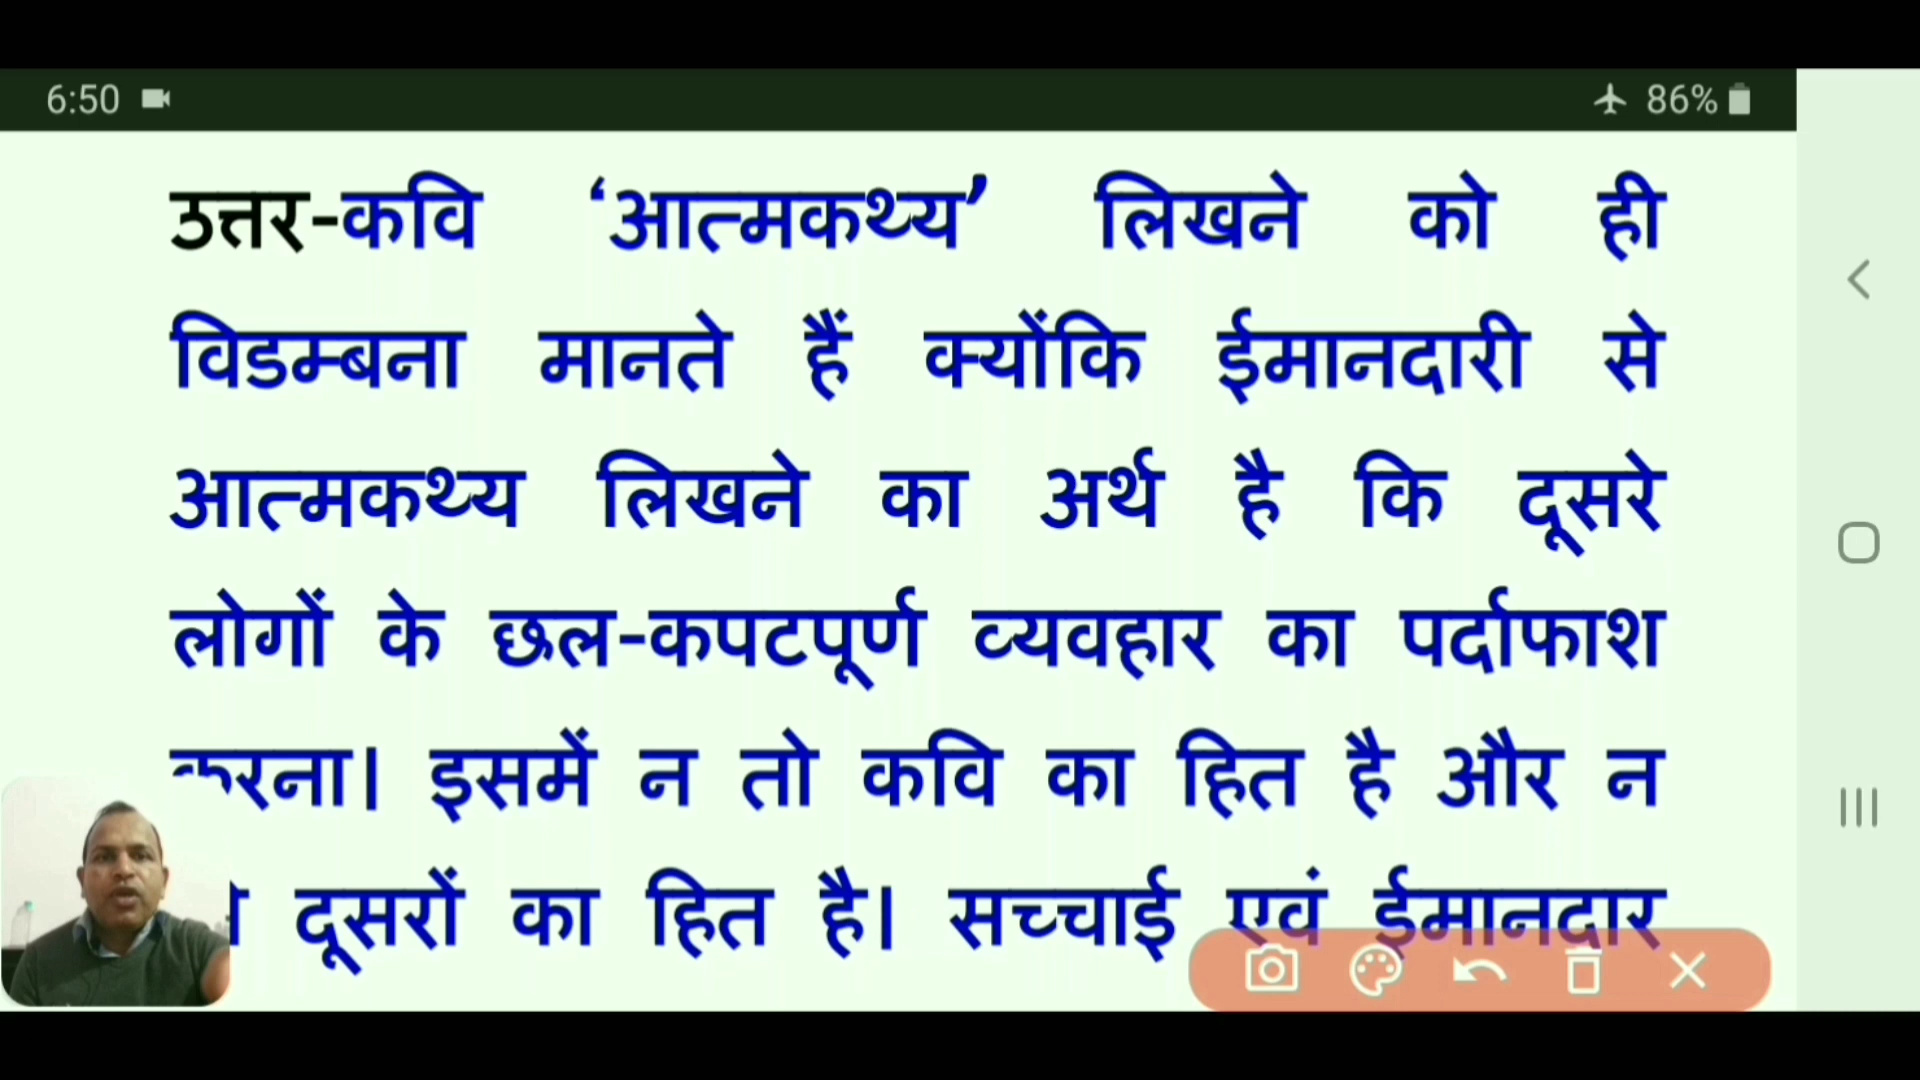 6:50
86%
उत्तर-कवि ‘आत्मकथ्य’ लिखने को ही
विडम्बना मानते हैं क्योंकि ईमानदारी से
आत्मकथ्य लिखने का अर्थ है कि दूसरे
लोगों के छल-कपटपूर्ण व्यवहार का पर्दाफाश
करना। इसमें न तो कवि का हित है और न
दूसरों का हित है। सच्चाई एवं ईमानदार